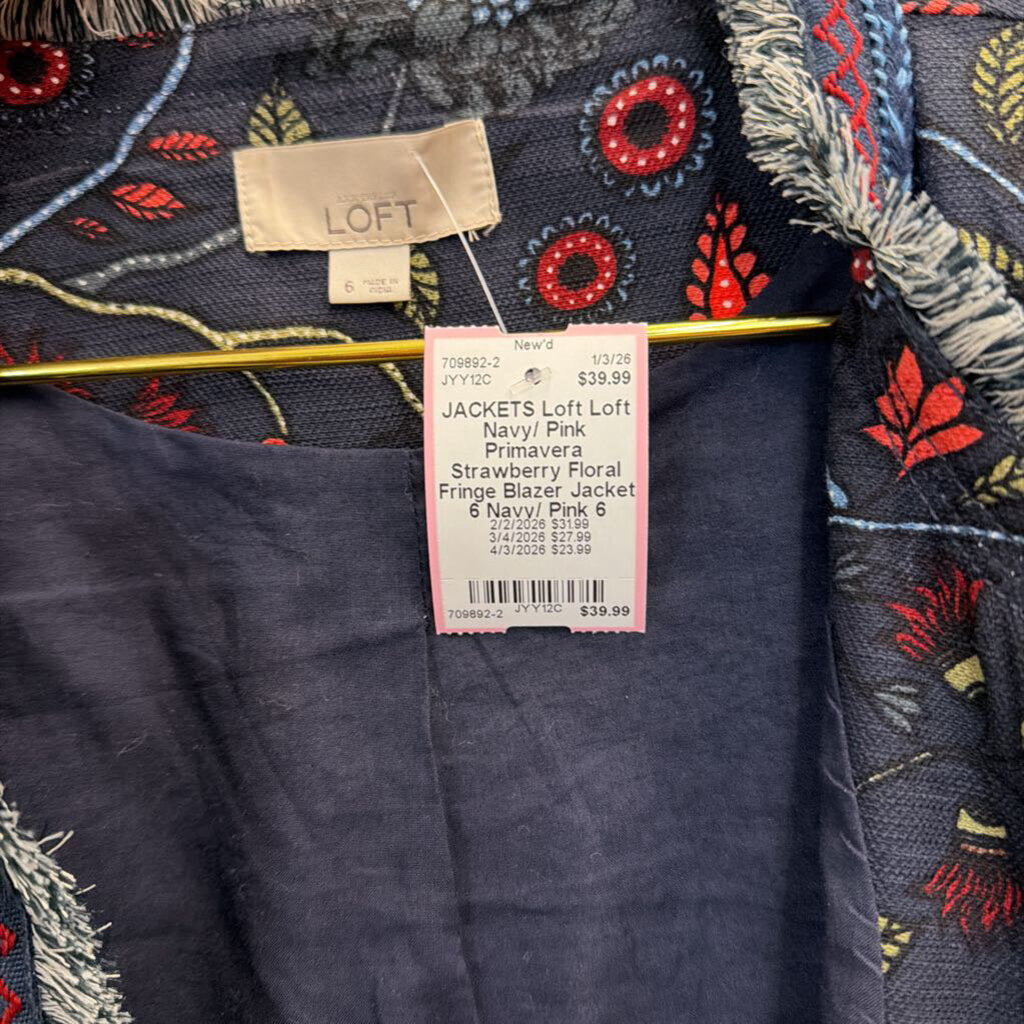 LOFT
6 MADE IN
INDIA
New'd
709892-2 1/3/26
JYY12C $39.99
JACKETS Loft Loft
Navy/ Pink
Primavera
Strawberry Floral
Fringe Blazer Jacket
6 Navy/ Pink 6
2/2/2026 $31.99
3/4/2026 $27.99
4/3/2026 $23.99
709892-2 JYY12C $39.99